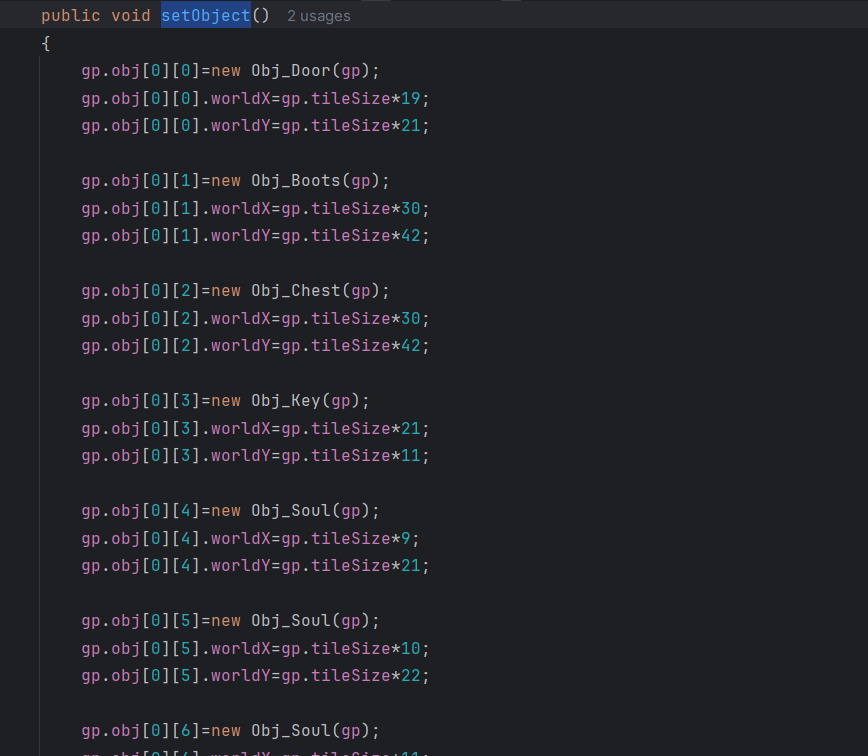 public void setObject() 2 usages
{
gp.obj[0][0]=new Obj_Door(gp);
gp.obj[0][0].worldX=gp.tileSize*19;
gp.obj[0][0].worldY=gp.tileSize*21;
gp.obj[0][1]=new Obj_Boots(gp);
gp.obj[0][1].worldX=gp.tileSize*30;
gp.obj[0][1].worldY=gp.tileSize*42;
gp.obj[0][2]=new Obj_Chest(gp);
gp.obj[0][2].worldX=gp.tileSize*30;
gp.obj[0][2].worldY=gp.tileSize*42;
gp.obj[0][3]=new Obj_Key(gp);
gp.obj[0][3].worldX=gp.tileSize*21;
gp.obj[0][3].worldY=gp.tileSize*11;
gp.obj[0][4]=new Obj_Soul(gp);
gp.obj[0][4].worldX=gp.tileSize*9;
gp.obj[0][4].worldY=gp.tileSize*21;
gp.obj[0][5]=new Obj_Soul(gp);
gp.obj[0][5].worldX=gp.tileSize*10;
gp.obj[0][5].worldY=gp.tileSize*22;
gp.obj[0][6]=new Obj_Soul(gp);